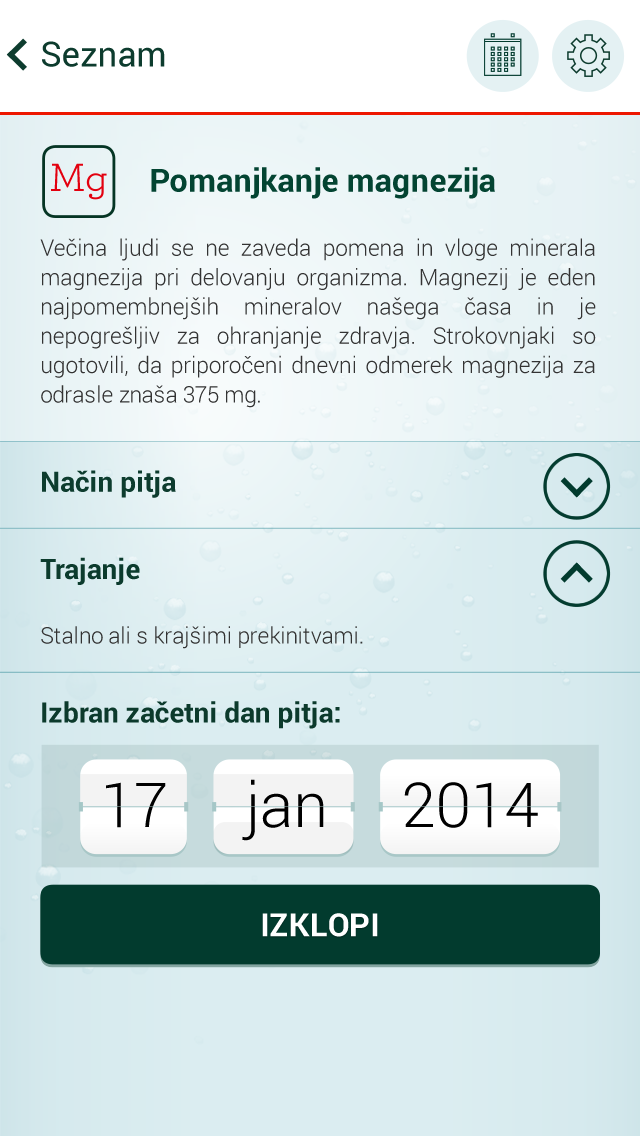 Seznam
Mg
Pomanjkanje magnezija
Večina ljudi se ne zaveda pomena in vloge minerala
magnezija pri delovanju organizma. Magnezij je eden
najpomembnejših mineralov našega časa in je
nepogrešljiv za ohranjanje zdravja. Strokovnjaki so
ugotovili, da priporočeni dnevni odmerek magnezija za
odrasle znaša 375 mg.
Način pitja
Trajanje
Stalno ali s krajšimi prekinitvami.
Izbran začetni dan pitja:
17 jan 2014
IZKLOPI